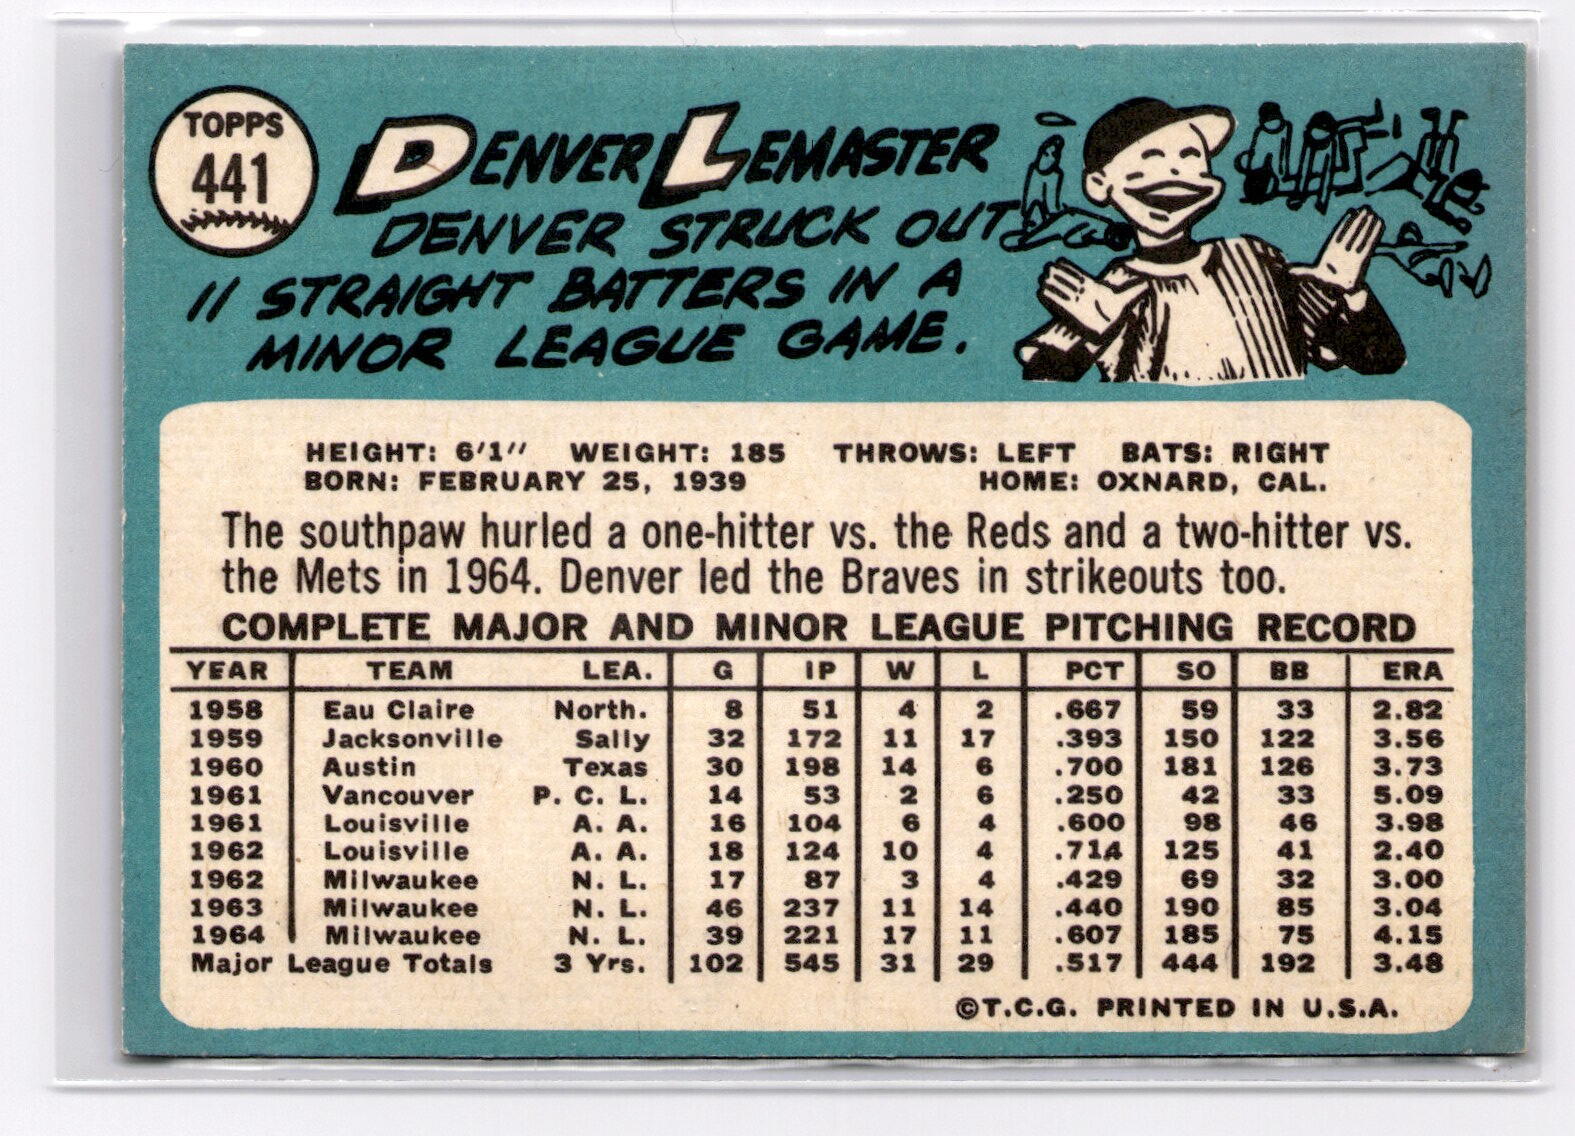 TOPPS
441
DENVER LEMASTER
DENVER STRUCK OUT
11 STRAIGHT BATTERS IN A
MINOR LEAGUE GAME.
HEIGHT: 6'1" WEIGHT: 185 THROWS: LEFT BATS: RIGHT
BORN: FEBRUARY 25, 1939 HOME: OXNARD, CAL.
The southpaw hurled a one-hitter vs. the Reds and a two-hitter vs.
the Mets in 1964. Denver led the Braves in strikeouts too.
COMPLETE MAJOR AND MINOR LEAGUE PITCHING RECORD
YEAR TEAM LEA. G IP W L PCT SO BB ERA
1958 Eau Claire North. 8 51 4 2 .667 59 33 2.82
1959 Jacksonville Sally 32 172 11 17 .393 150 122 3.56
1960 Austin Texas 30 198 14 6 .700 181 126 3.73
1961 Vancouver P. C. L. 14 53 2 6 .250 42 33 5.09
1961 Louisville A. A. 16 104 6 4 .600 98 46 3.98
1962 Louisville A. A. 18 124 10 4 .714 125 41 2.40
1962 Milwaukee N. L. 17 87 3 4 .429 69 32 3.00
1963 Milwaukee N. L. 46 237 11 14 .440 190 85 3.04
1964 Milwaukee N. L. 39 221 17 11 .607 185 75 4.15
Major League Totals 3 Yrs. 102 545 31 29 .517 444 192 3.48
©T.C.G. PRINTED IN U.S.A.